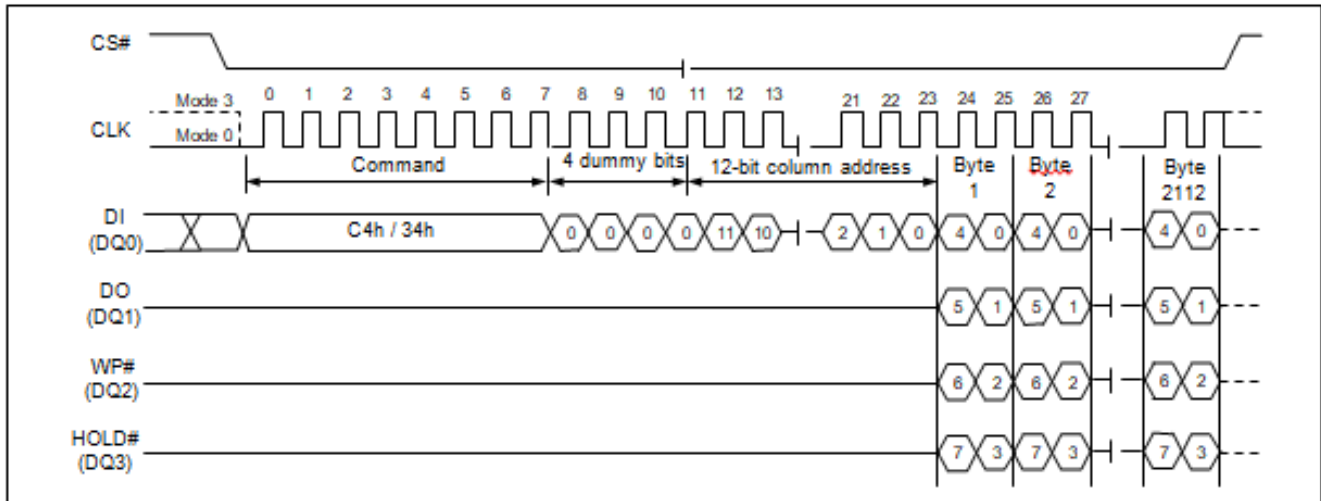 CS#
Mode 3 0 1 2 3 4 5 6 7 8 9 10 11 12 13 21 22 23 24 25 26 27
CLK
Mode 0
Command 4 dummy bits 12-bit column address Byte Byte Byte
1 2 2112
DI
(DQ0) C4h / 34h 0 0 0 0 11 10 2 1 0 4 0 4 0 4 0
DO
(DQ1) 5 1 5 1 5 1
WP#
(DQ2) 6 2 6 2 6 2
HOLD#
(DQ3) 7 3 7 3 7 3